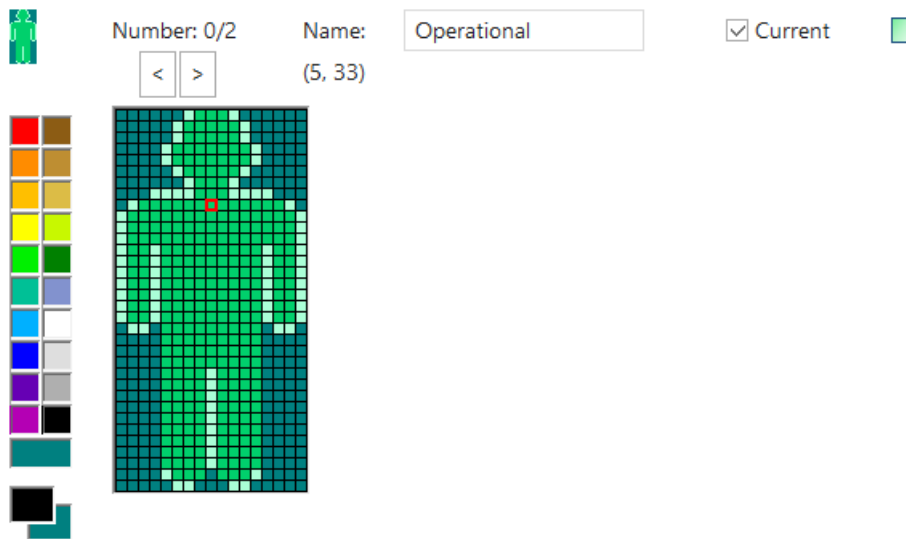 Number: 0/2 Name: Operational Current
< > (5, 33)